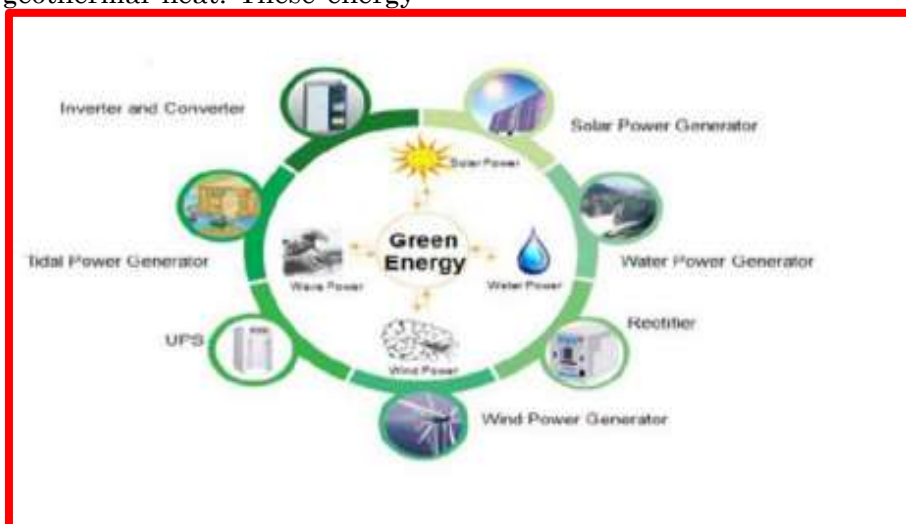 geothermal heat. These energy
Inverter and Converter
Solar Power Generator
Solar Power
Tidal Power Generator
Green
Energy
Wave Power
Water Power
Water Power Generator
UPS
Rectifier
Wind Power
Wind Power Generator